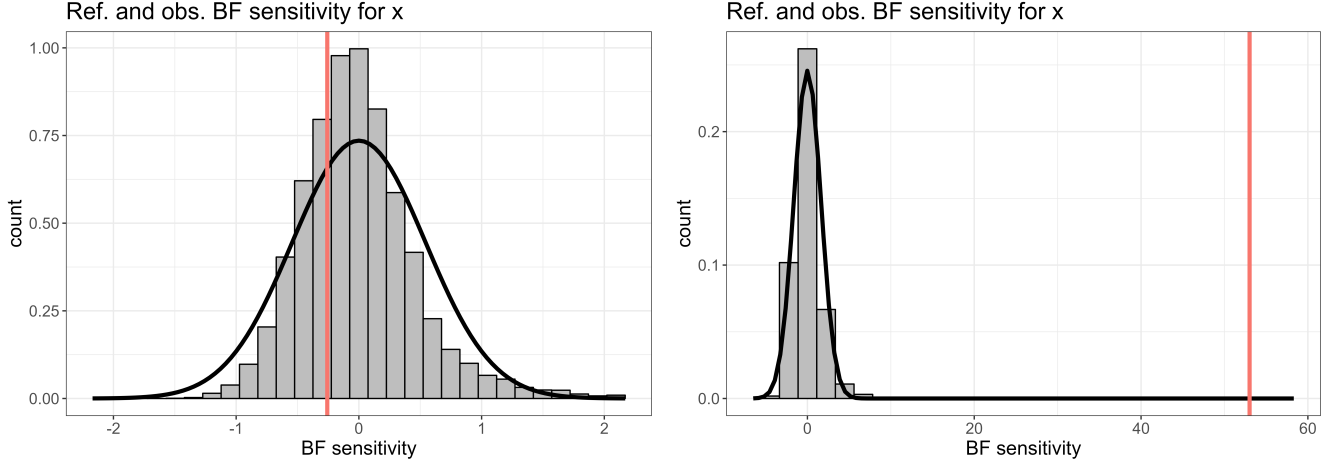 Ref. and obs. BF sensitivity for x
1.00
0.75
0.50
0.25
0.00
count
-2 -1 0 1 2
BF sensitivity
Ref. and obs. BF sensitivity for x
0.2
0.1
0.0
count
0 20 40 60
BF sensitivity